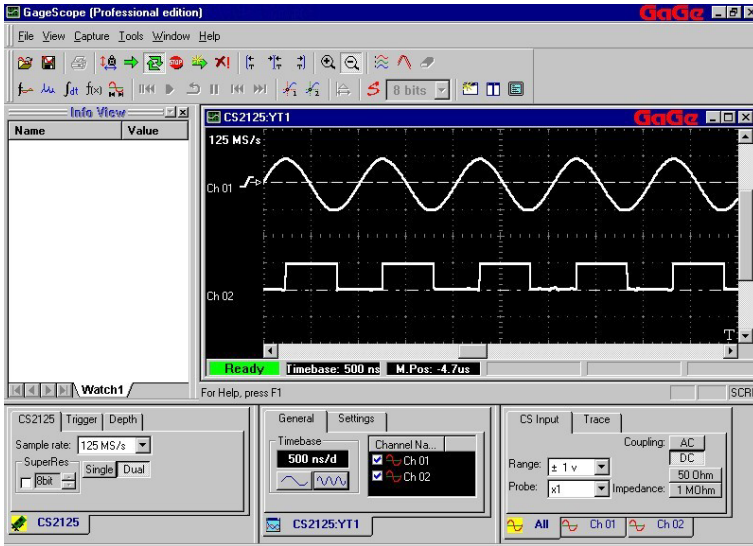 GageScope (Professional edition)
GaGe
File View Capture Tools Window Help
STOP
∫dt f(x)
8 bits
Info View
Name Value
Watch1
CS2125:YT1
GaGe
125 MS/s
Ch 01
Ch 02
T
Ready Timebase: 500 ns M.Pos: -4.7us
For Help, press F1
SCRI
CS2125 Trigger Depth
Sample rate: 125 MS/s
SuperRes
8bit
Single Dual
CS2125
General Settings
Timebase
500 ns/d
Channel Na...
Ch 01
Ch 02
CS2125:YT1
CS Input Trace
Coupling: AC
DC
Range: ± 1 v
50 Ohm
Probe: x1
Impedance: 1 MOhm
All Ch 01 Ch 02